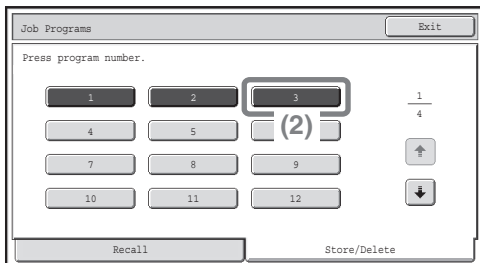 Job Programs Exit
Press program number.
1 2 3 1
4
4 5 (2)
7 8 9
10 11 12
Recall Store/Delete